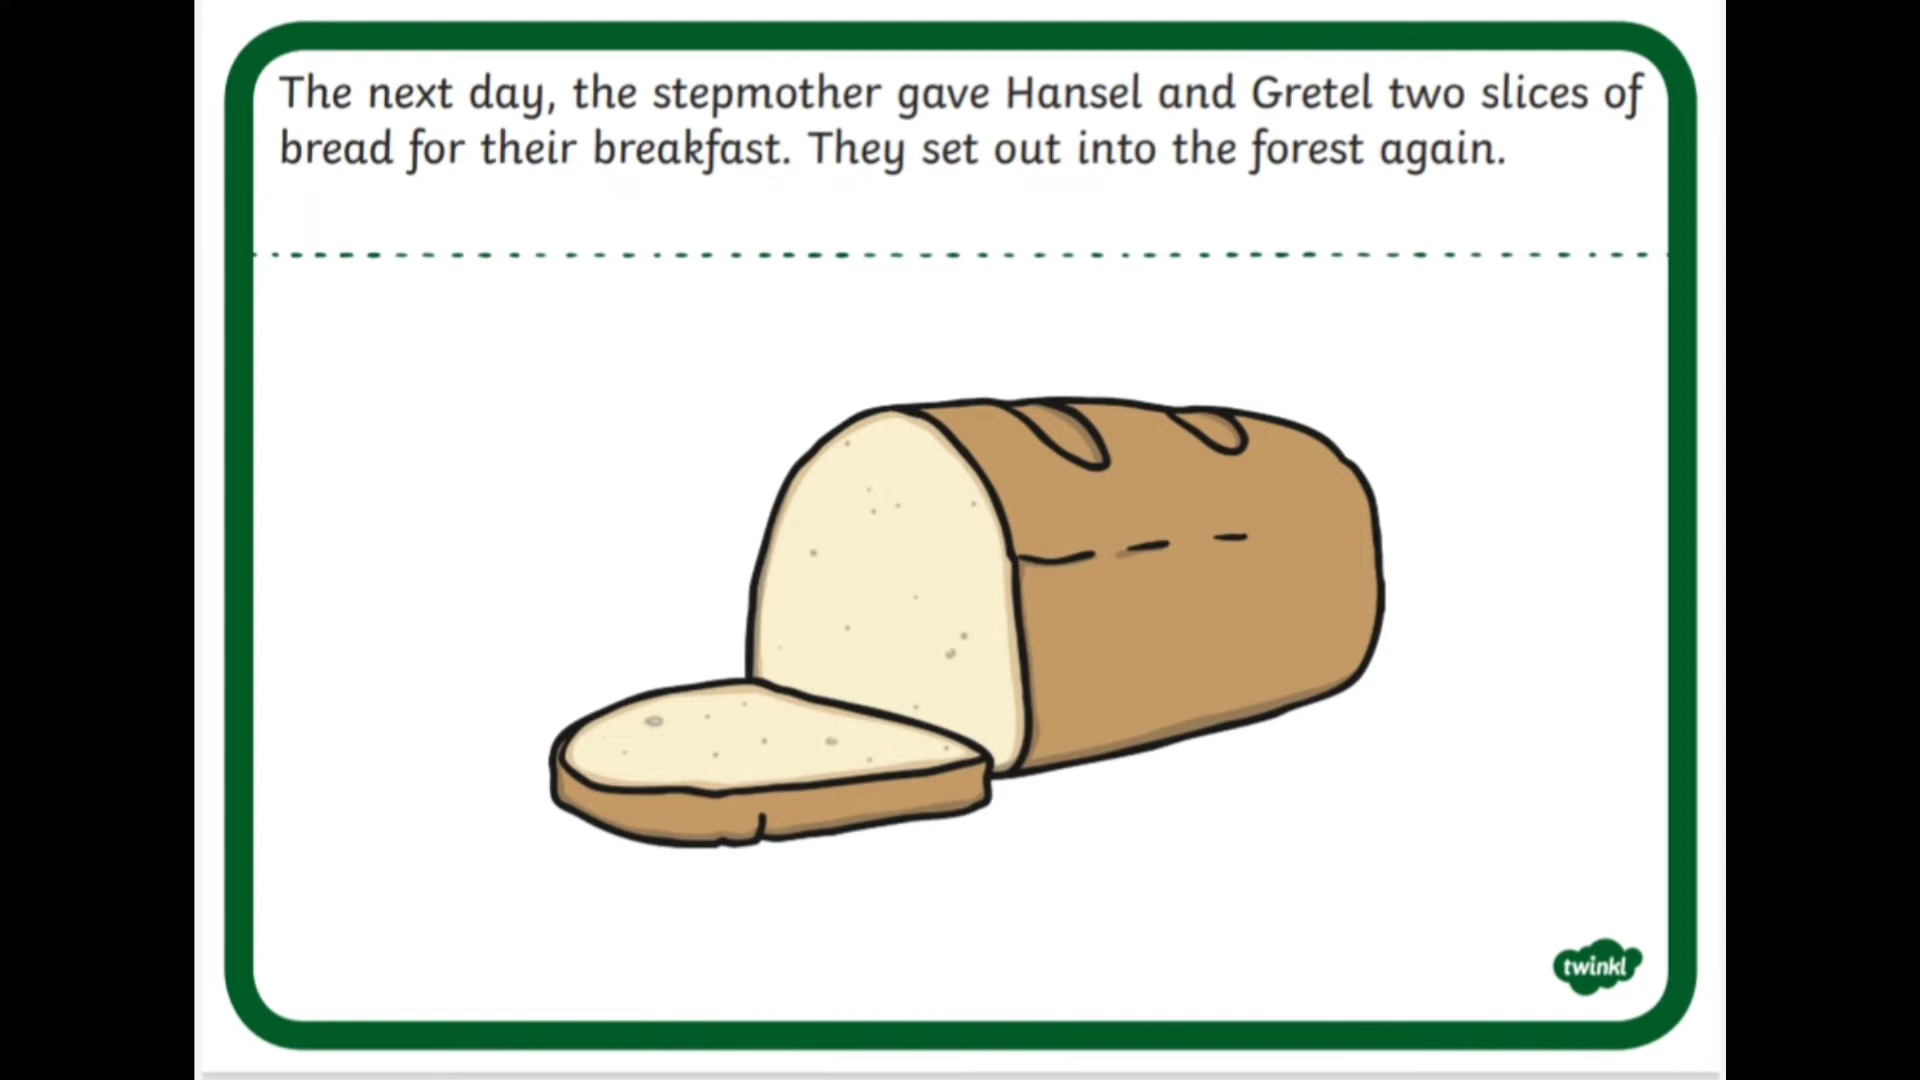 The next day, the stepmother gave Hansel and Gretel two slices of
bread for their breakfast. They set out into the forest again.
twinkl